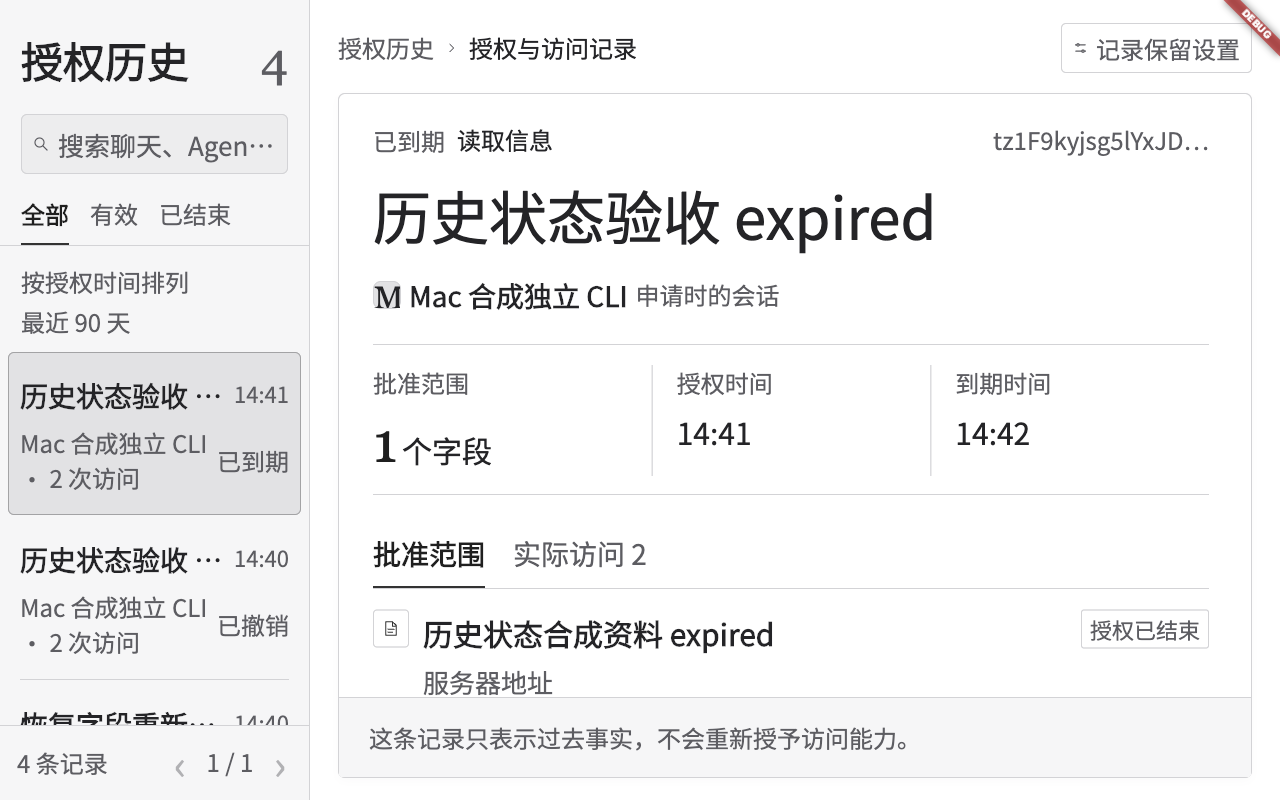 授权历史 4
搜索聊天、Agen…
全部 有效 已结束
按授权时间排列
最近 90 天
历史状态验收 … 14:41
Mac 合成独立 CLI
• 2 次访问 已到期
历史状态验收 … 14:40
Mac 合成独立 CLI
• 2 次访问 已撤销
恢复字段重新… 14:40
4 条记录 ‹ 1 / 1 ›
授权历史 › 授权与访问记录
记录保留设置
DEBUG
已到期 读取信息 tz1F9kyjsg5lYxJD…
历史状态验收 expired
M Mac 合成独立 CLI 申请时的会话
批准范围 授权时间 到期时间
1 个字段 14:41 14:42
批准范围 实际访问 2
历史状态合成资料 expired 授权已结束
服务器地址
这条记录只表示过去事实，不会重新授予访问能力。